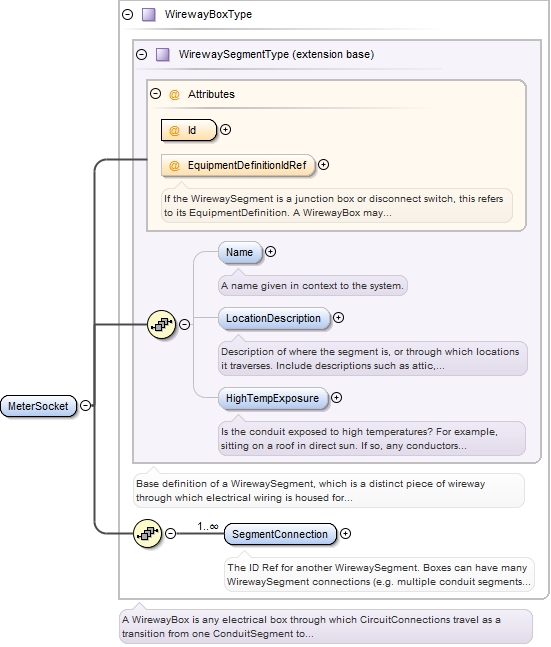 WirewayBoxType
WirewaySegmentType (extension base)
@ Attributes
@ Id
@ EquipmentDefinitionIdRef
If the WirewaySegment is a junction box or disconnect switch, this refers
to its EquipmentDefinition. A WirewayBox may...
Name
A name given in context to the system.
LocationDescription
Description of where the segment is, or through which locations
it traverses. Include descriptions such as attic,...
HighTempExposure
Is the conduit exposed to high temperatures? For example,
sitting on a roof in direct sun. If so, any conductors...
MeterSocket
Base definition of a WirewaySegment, which is a distinct piece of wireway
through which electrical wiring is housed for...
1..∞
SegmentConnection
The ID Ref for another WirewaySegment. Boxes can have many
WirewaySegment connections (e.g. multiple conduit segments...
A WirewayBox is any electrical box through which CircuitConnections travel as a
transition from one ConduitSegment to...